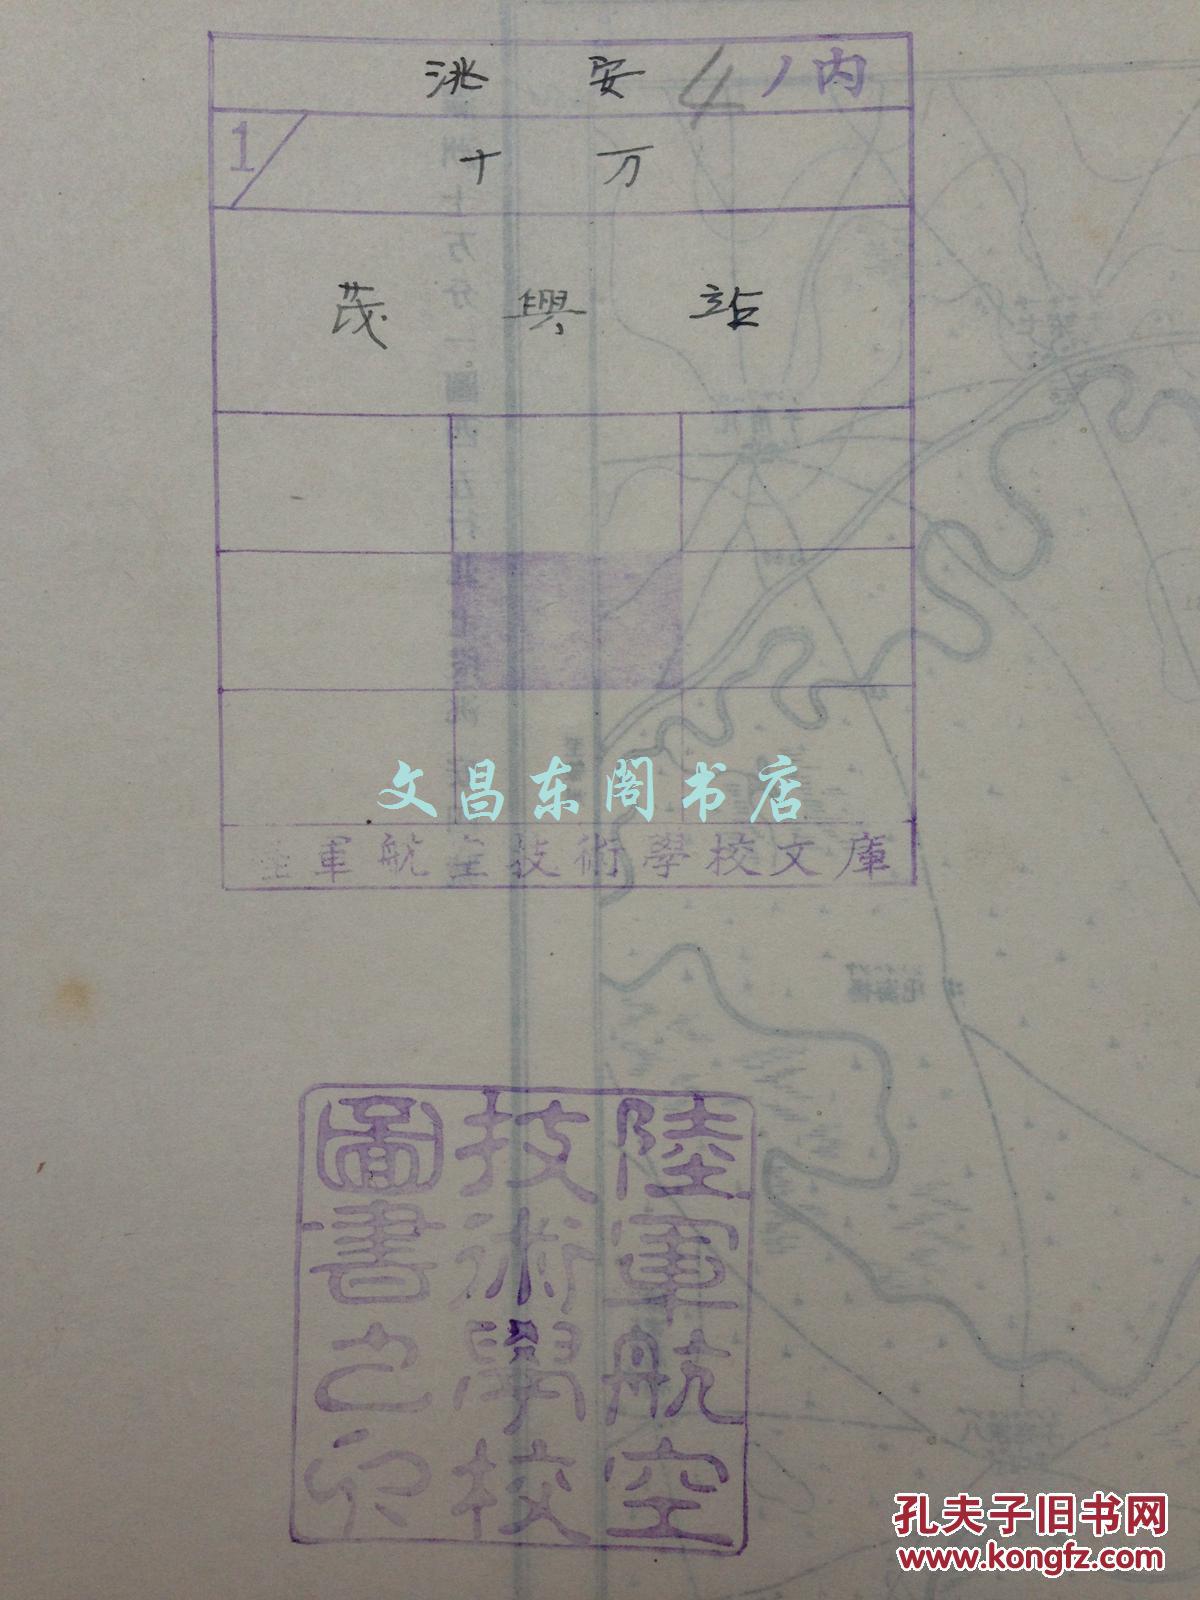 洮安4ノ内
1/十万
茂興站
文昌东阁书店
陸軍航空技術學校文庫
陸軍航空
技術學校
圖書之印
孔夫子旧书网
www.kongfz.com